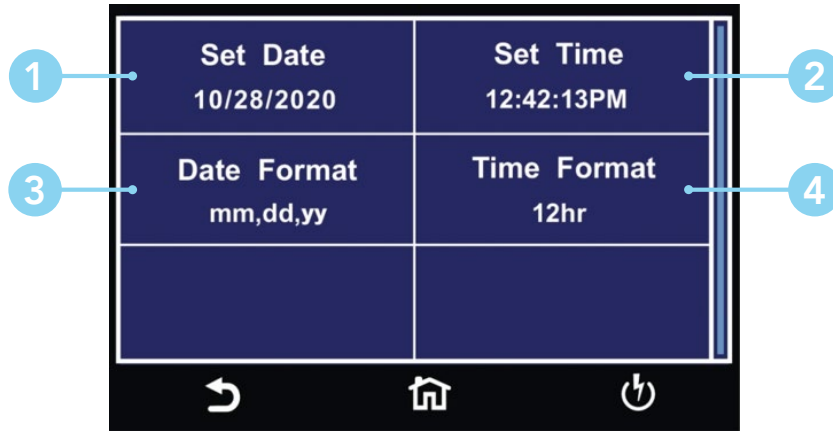 1
Set Date
10/28/2020
Set Time
12:42:13PM
2
3
Date Format
mm,dd,yy
Time Format
12hr
4